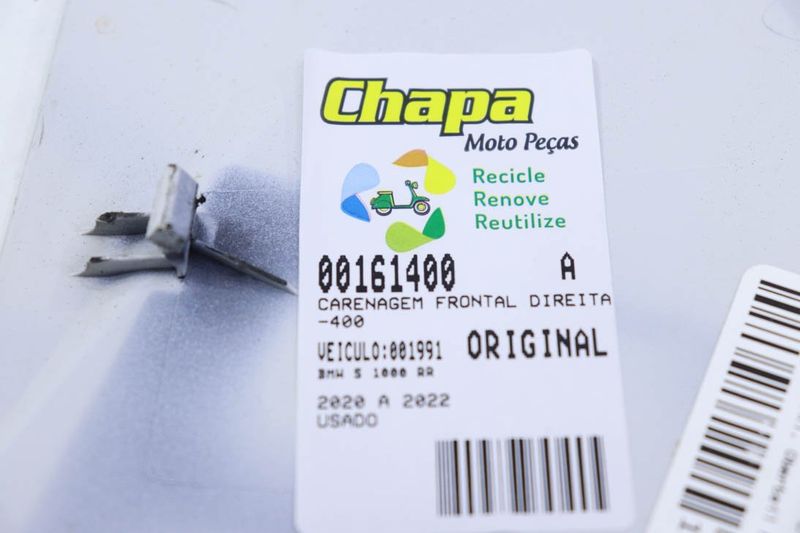 Chapa
Moto Peças
Recicle
Renove
Reutilize
00161400 A
CARENAGEM FRONTAL DIREITA
-400
VEICULO:001991 ORIGINAL
BMW S 1000 RR
2020 A 2022
USADO